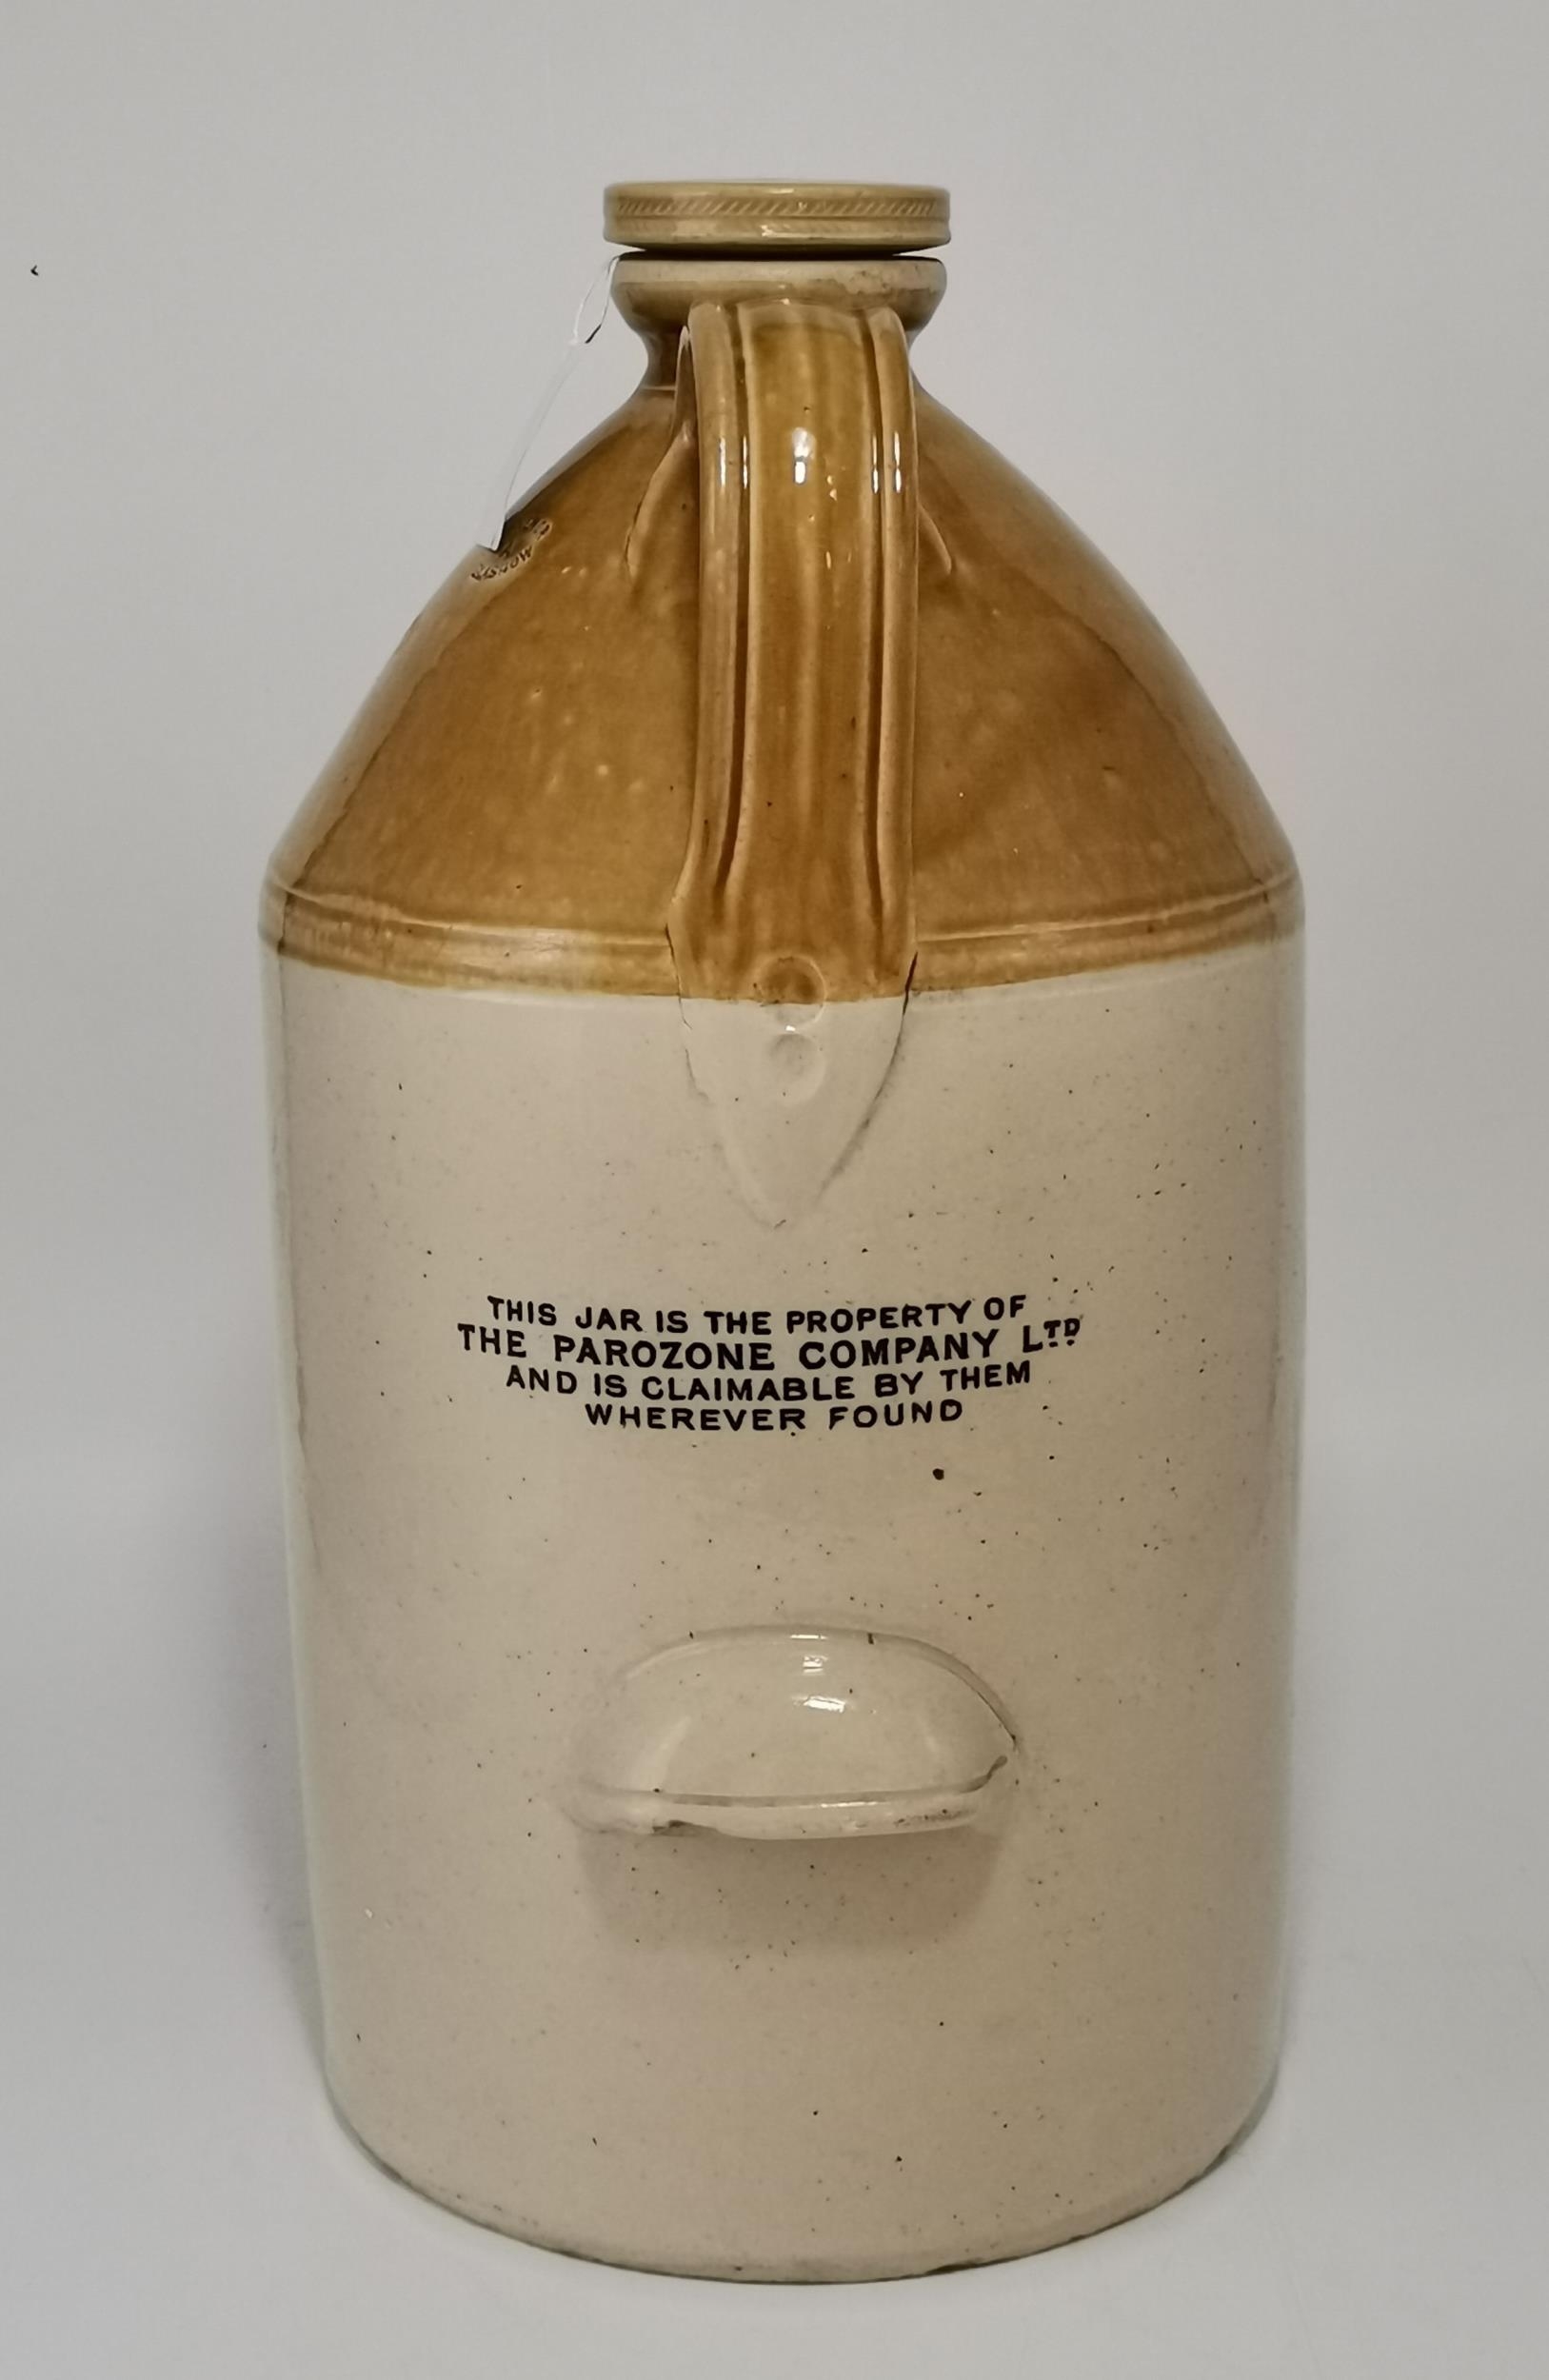 THIS JAR IS THE PROPERTY OF
THE PAROZONE COMPANY LTD
AND IS CLAIMABLE BY THEM
WHEREVER FOUND